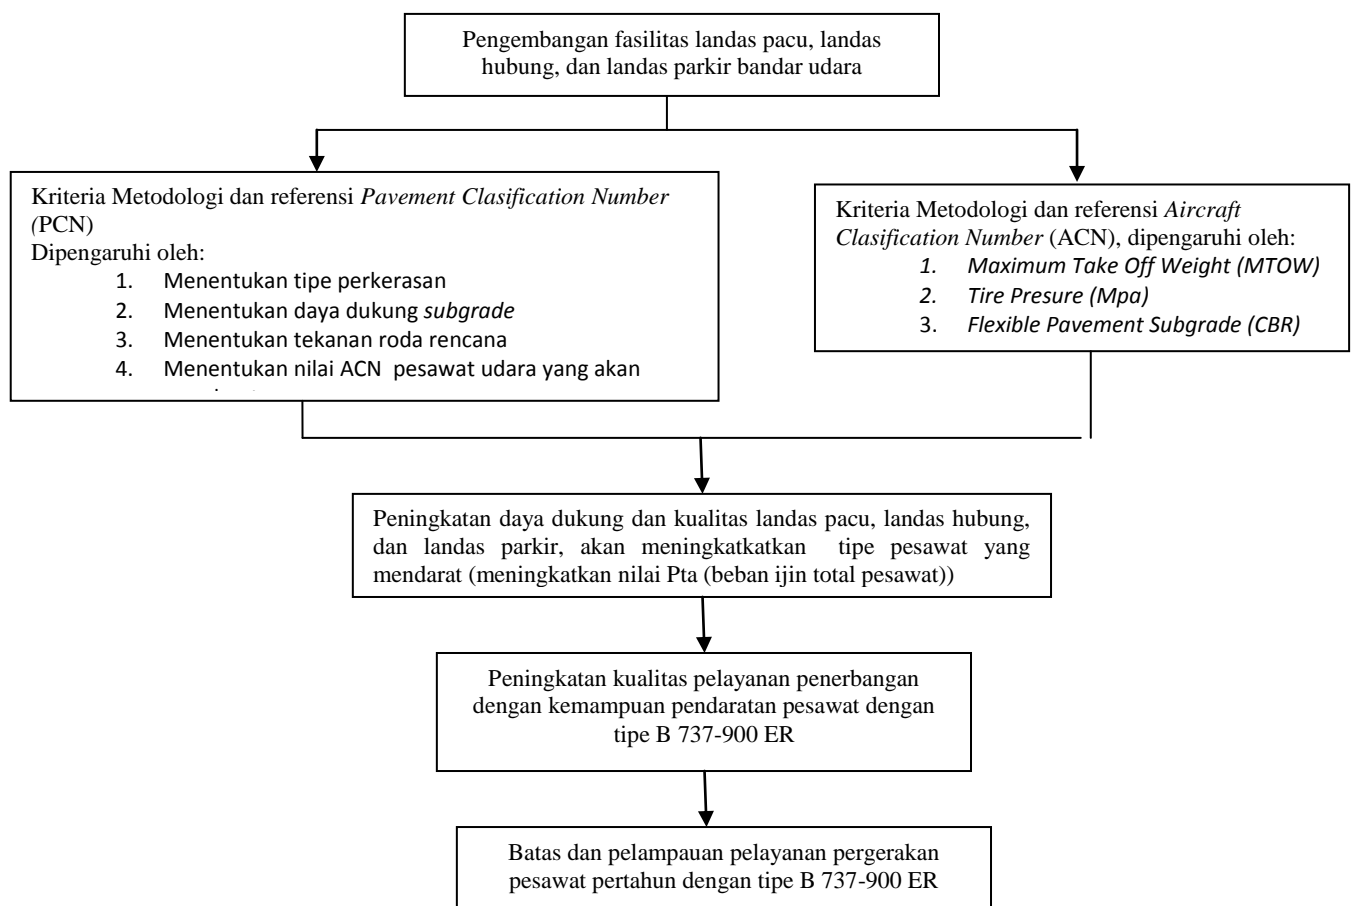 Pengembangan fasilitas landas pacu, landas
hubung, dan landas parkir bandar udara
Kriteria Metodologi dan referensi Pavement Clasification Number
(PCN)
Dipengaruhi oleh:
1. Menentukan tipe perkerasan
2. Menentukan daya dukung subgrade
3. Menentukan tekanan roda rencana
4. Menentukan nilai ACN pesawat udara yang akan
Kriteria Metodologi dan referensi Aircraft
Clasification Number (ACN), dipengaruhi oleh:
1. Maximum Take Off Weight (MTOW)
2. Tire Presure (Mpa)
3. Flexible Pavement Subgrade (CBR)
Peningkatan daya dukung dan kualitas landas pacu, landas hubung,
dan landas parkir, akan meningkatkatkan tipe pesawat yang
mendarat (meningkatkan nilai Pta (beban ijin total pesawat))
Peningkatan kualitas pelayanan penerbangan
dengan kemampuan pendaratan pesawat dengan
tipe B 737-900 ER
Batas dan pelampauan pelayanan pergerakan
pesawat pertahun dengan tipe B 737-900 ER